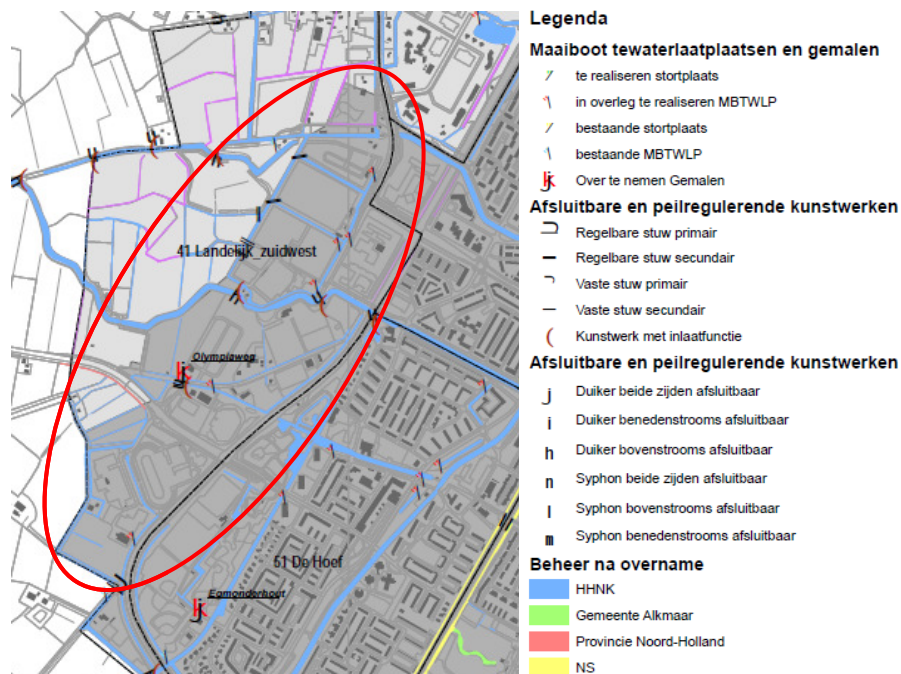 41 Landelijk_zuidwest
Olympiaweg
51 De Hoef
Egmonderhout
Legenda
Maaiboot tewaterlaatplaatsen en gemalen
te realiseren stortplaats
in overleg te realiseren MBTWLP
bestaande stortplaats
bestaande MBTWLP
Over te nemen Gemalen
Afsluitbare en peilregulerende kunstwerken
Regelbare stuw primair
Regelbare stuw secundair
Vaste stuw primair
Vaste stuw secundair
Kunstwerk met inlaatfunctie
Afsluitbare en peilregulerende kunstwerken
j Duiker beide zijden afsluitbaar
i Duiker benedenstrooms afsluitbaar
h Duiker bovenstrooms afsluitbaar
n Syphon beide zijden afsluitbaar
l Syphon bovenstrooms afsluitbaar
m Syphon benedenstrooms afsluitbaar
Beheer na overname
HHNK
Gemeente Alkmaar
Provincie Noord-Holland
NS